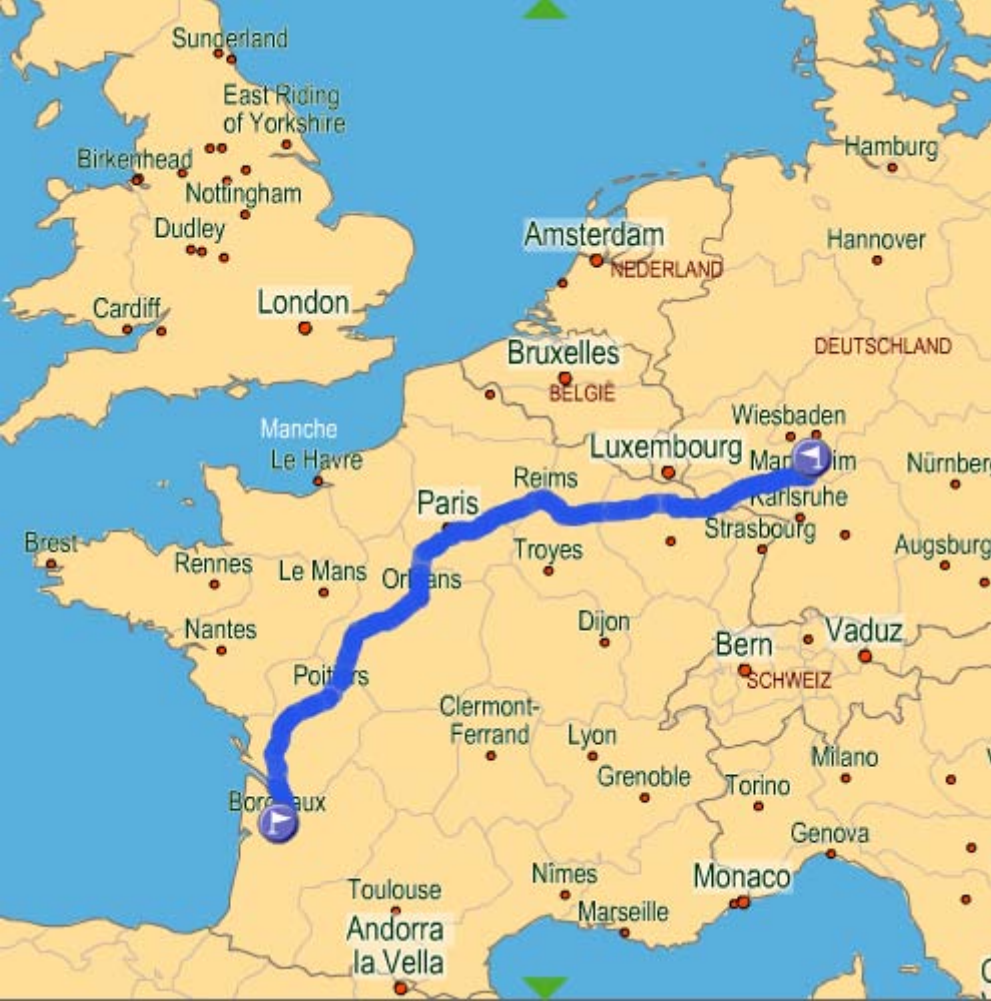 Sunderland
East Riding
of Yorkshire
Hamburg
Birkenhead
Nottingham
Dudley
Amsterdam
Hannover
NEDERLAND
Cardiff
London
Bruxelles
DEUTSCHLAND
BELGIË
Wiesbaden
Manche
Le Havre
Luxembourg
Reims
Nürnberg
Karlsruhe
Paris
Strasbourg
Brest
Rennes
Le Mans
Troyes
Augsburg
Nantes
Dijon
Bern
Vaduz
SCHWEIZ
Clermont-
Ferrand
Lyon
Milano
Grenoble
Torino
Genova
Toulouse
Nîmes
Monaco
Marseille
Andorra
la Vella